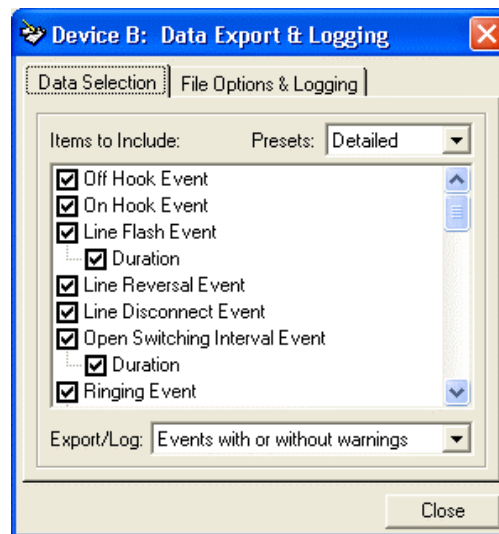 Device B: Data Export & Logging
Data Selection File Options & Logging
Items to Include: Presets: Detailed
Off Hook Event
On Hook Event
Line Flash Event
Duration
Line Reversal Event
Line Disconnect Event
Open Switching Interval Event
Duration
Ringing Event
Export/Log: Events with or without warnings
Close